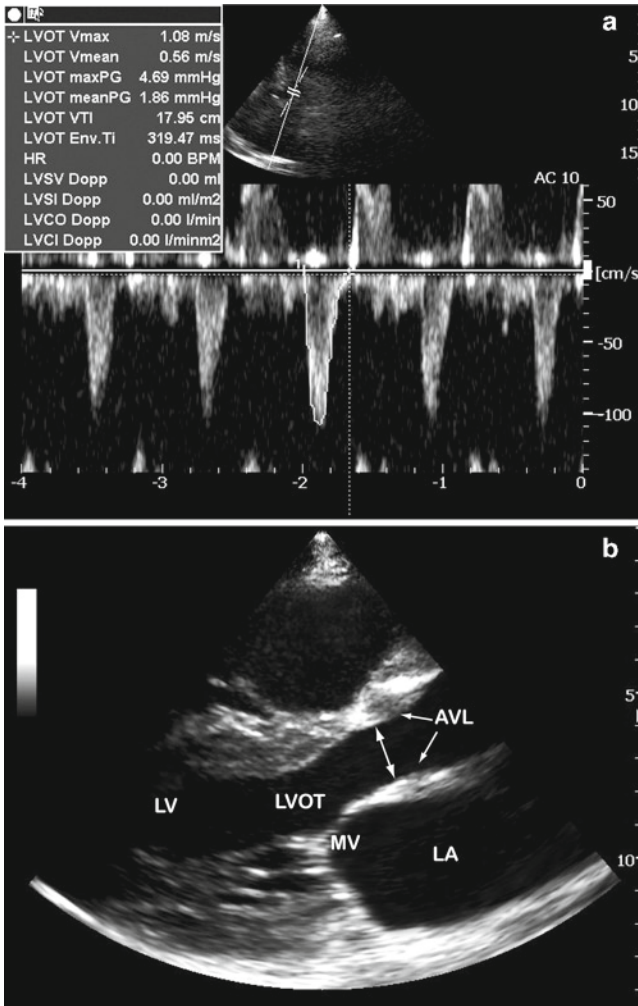 a
LVOT Vmax 1.08 m/s
LVOT Vmean 0.56 m/s
LVOT maxPG 4.69 mmHg
LVOT meanPG 1.86 mmHg
LVOT VTI 17.95 cm
LVOT Env.Ti 319.47 ms
HR 0.00 BPM
LVSV Dopp 0.00 ml
LVSI Dopp 0.00 ml/m2
LVCO Dopp 0.00 l/min
LVCI Dopp 0.00 l/minm2
5
10
15
AC 10
50
[cm/s
-50
-100
-4 -3 -2 -1 0
b
5
AVL
LV LVOT
MV LA
10